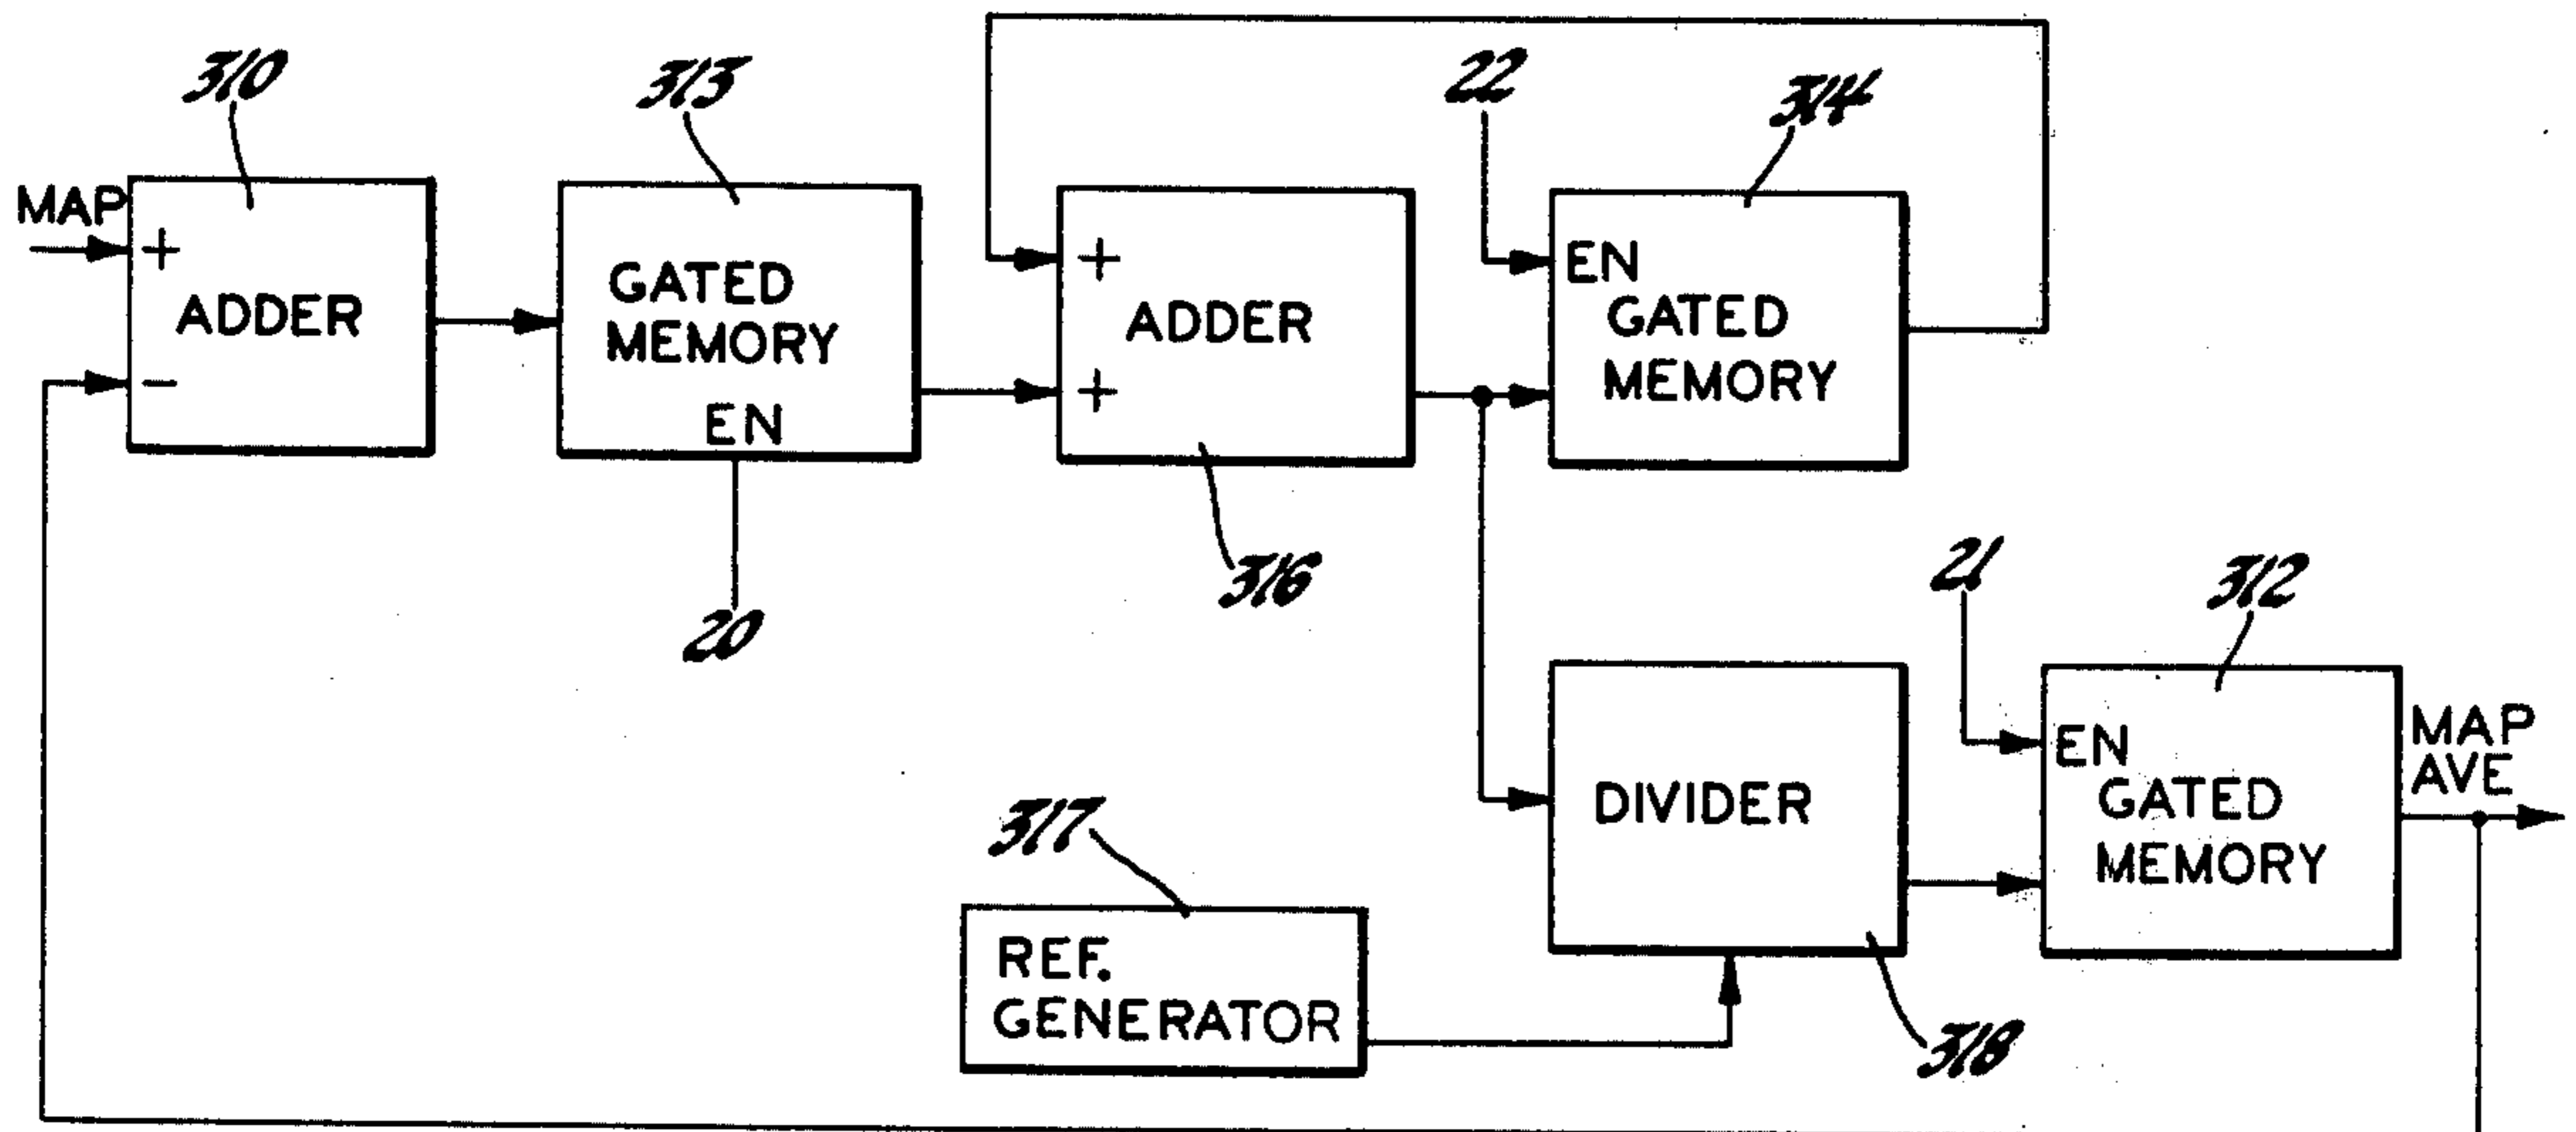 310
313
22
314
MAP
+
ADDER
-
GATED
MEMORY
EN
20
+
ADDER
+
316
EN
GATED
MEMORY
21
312
317
REF.
GENERATOR
DIVIDER
318
EN
GATED
MEMORY
MAP
AVE